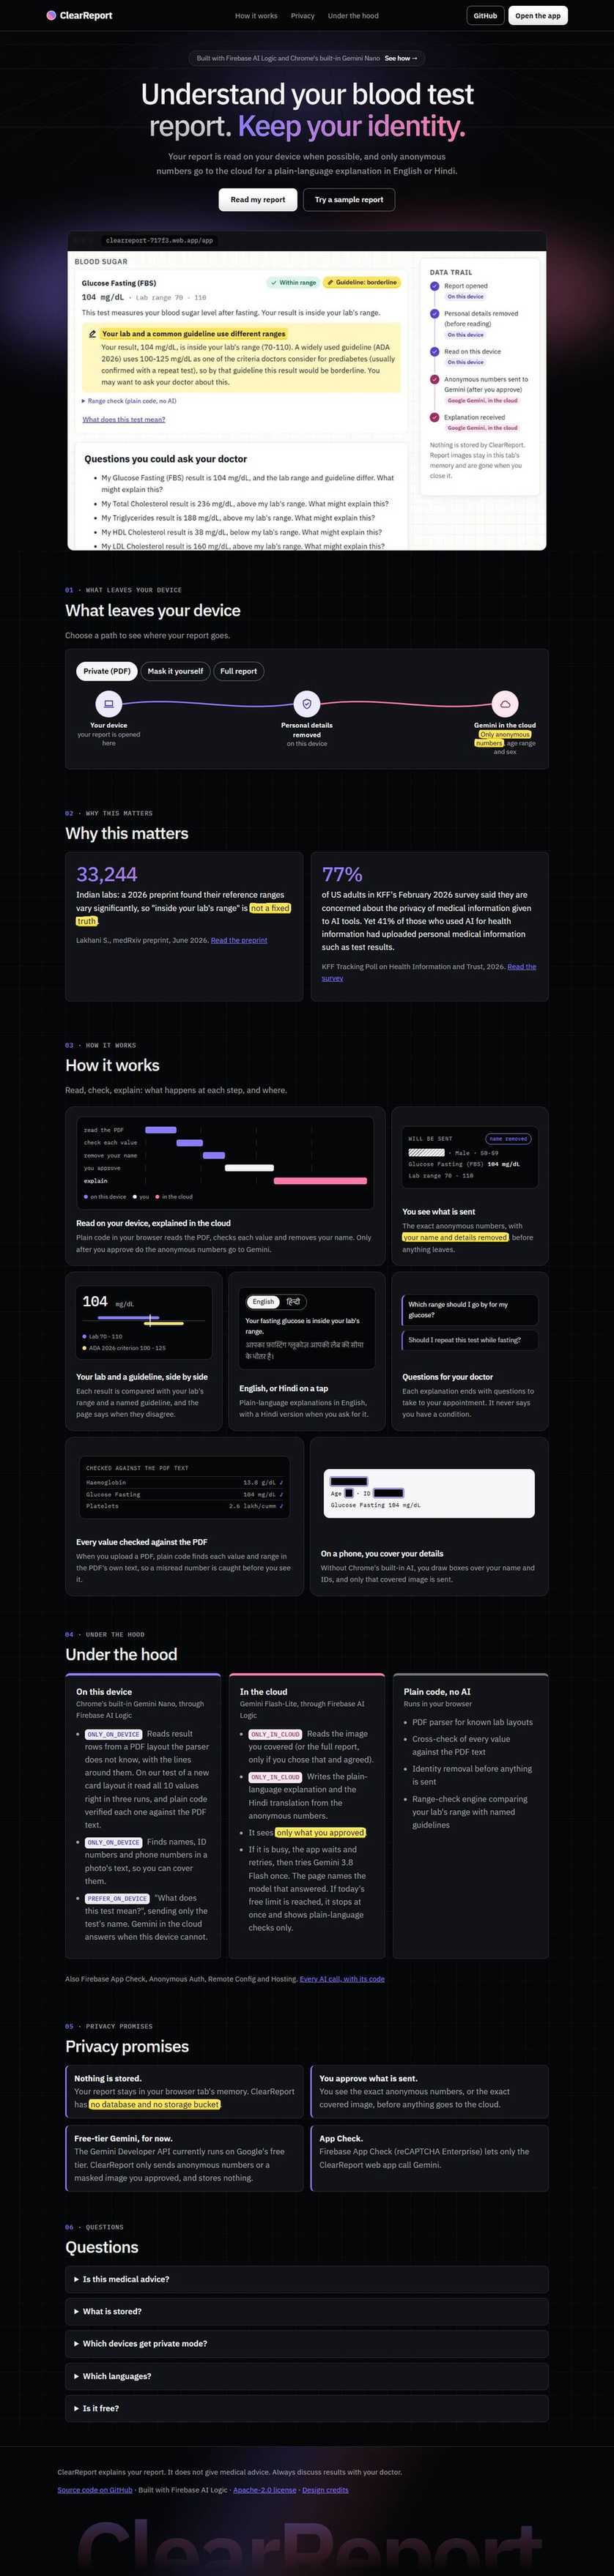 ClearReport
How it works
Privacy
Under the hood
GitHub
Open the app
Built with Firebase AI Logic and Chrome's built-in Gemini Nano See how →
Understand your blood test
report. Keep your identity.
Your report is read on your device when possible, and only anonymous
numbers go to the cloud for a plain-language explanation in English or Hindi.
Read my report
Try a sample report
clearreport-717f3.web.app/app
BLOOD SUGAR
Glucose Fasting (FBS)
Within range
Guideline: borderline
104 mg/dL · Lab range 70 - 110
This test measures your blood sugar level after fasting. Your result is inside your lab's range.
Your lab and a common guideline use different ranges
Your result, 104 mg/dL, is inside your lab's range (70-110). A widely used guideline (ADA
2026) uses 100-125 mg/dL as one of the criteria doctors consider for prediabetes (usually
confirmed with a repeat test), so by that guideline this result would be borderline. You
may want to ask your doctor about this.
Range check (plain code, no AI)
What does this test mean?
Questions you could ask your doctor
• My Glucose Fasting (FBS) result is 104 mg/dL, and the lab range and guideline differ. What
might explain this?
• My Total Cholesterol result is 236 mg/dL, above my lab's range. What might explain this?
• My Triglycerides result is 188 mg/dL, above my lab's range. What might explain this?
• My HDL Cholesterol result is 38 mg/dL, below my lab's range. What might explain this?
• My LDL Cholesterol result is 160 mg/dL, above my lab's range. What might explain this?
DATA TRAIL
Report opened
On this device
Personal details removed
(before reading)
On this device
Read on this device
On this device
Anonymous numbers sent to
Gemini (after you approve)
Google Gemini, in the cloud
Explanation received
Google Gemini, in the cloud
Nothing is stored by ClearReport.
Report images stay in this tab's
memory and are gone when you
close it.
01 · WHAT LEAVES YOUR DEVICE
What leaves your device
Choose a path to see where your report goes.
Private (PDF)
Mask it yourself
Full report
Your device
your report is opened
here
Personal details
removed
on this device
Gemini in the cloud
Only anonymous
numbers, age range
and sex
02 · WHY THIS MATTERS
Why this matters
33,244
Indian labs: a 2026 preprint found their reference ranges
vary significantly, so "inside your lab's range" is not a fixed
truth.
Lakhani S., medRxiv preprint, June 2026. Read the preprint
77%
of US adults in KFF's February 2026 survey said they are
concerned about the privacy of medical information given
to AI tools. Yet 41% of those who used AI for health
information had uploaded personal medical information
such as test results.
KFF Tracking Poll on Health Information and Trust, 2026. Read the
survey
03 · HOW IT WORKS
How it works
Read, check, explain: what happens at each step, and where.
read the PDF
check each value
remove your name
you approve
explain
on this device
you
in the cloud
Read on your device, explained in the cloud
Plain code in your browser reads the PDF, checks each value and removes your name. Only
after you approve do the anonymous numbers go to Gemini.
WILL BE SENT
name removed
· Male · 60-69
Glucose Fasting (FBS) 104 mg/dL
Lab range 70 - 110
You see what is sent
The exact anonymous numbers, with
your name and details removed, before
anything leaves.
104 mg/dL
Lab 70 - 110
ADA 2026 criterion 100 - 125
Your lab and a guideline, side by side
Each result is compared with your lab's
range and a named guideline, and the
page says when they disagree.
English
हिन्दी
Your fasting glucose is inside your lab's
range.
आपका फ़ास्टिंग ग्लूकोज़ आपकी लैब की सीमा
के भीतर है।
English, or Hindi on a tap
Plain-language explanations in English,
with a Hindi version when you ask for it.
Which range should I go by for my
glucose?
Should I repeat this test while fasting?
Questions for your doctor
Each explanation ends with questions to
take to your appointment. It never says
you have a condition.
CHECKED AGAINST THE PDF TEXT
Haemoglobin 13.8 g/dL ✓
Glucose Fasting 104 mg/dL ✓
Platelets 2.6 lakh/cumm ✓
Every value checked against the PDF
When you upload a PDF, plain code finds each value and range in
the PDF's own text, so a misread number is caught before you see
it.
Age · ID
Glucose Fasting 104 mg/dL
On a phone, you cover your details
Without Chrome's built-in AI, you draw boxes over your name and
IDs, and only that covered image is sent.
04 · UNDER THE HOOD
Under the hood
On this device
Chrome's built-in Gemini Nano, through
Firebase AI Logic
• ONLY_ON_DEVICE Reads result
rows from a PDF layout the parser
does not know, with the lines
around them. On our test of a new
card layout it read all 10 values
right in three runs, and plain code
verified each one against the PDF
text.
• ONLY_ON_DEVICE Finds names, ID
numbers and phone numbers in a
photo's text, so you can cover
them.
• PREFER_ON_DEVICE "What does
this test mean?", sending only the
test's name. Gemini in the cloud
answers when this device cannot.
In the cloud
Gemini Flash-Lite, through Firebase AI
Logic
• ONLY_IN_CLOUD Reads the image
you covered (or the full report,
only if you chose that and agreed).
• ONLY_IN_CLOUD Writes the plain-
language explanation and the
Hindi translation from the
anonymous numbers.
• It sees only what you approved.
• If it is busy, the app waits and
retries, then tries Gemini 3.8
Flash once. The page names the
model that answered. If today's
free limit is reached, it stops at
once and shows plain-language
checks only.
Plain code, no AI
Runs in your browser
• PDF parser for known lab layouts
• Cross-check of every value
against the PDF text
• Identity removal before anything
is sent
• Range-check engine comparing
your lab's range with named
guidelines
Also Firebase App Check, Anonymous Auth, Remote Config and Hosting. Every AI call, with its code
05 · PRIVACY PROMISES
Privacy promises
Nothing is stored.
Your report stays in your browser tab's memory. ClearReport
has no database and no storage bucket.
You approve what is sent.
You see the exact anonymous numbers, or the exact
covered image, before anything goes to the cloud.
Free-tier Gemini, for now.
The Gemini Developer API currently runs on Google's free
tier. ClearReport only sends anonymous numbers or a
masked image you approved, and stores nothing.
App Check.
Firebase App Check (reCAPTCHA Enterprise) lets only the
ClearReport web app call Gemini.
06 · QUESTIONS
Questions
Is this medical advice?
What is stored?
Which devices get private mode?
Which languages?
Is it free?
ClearReport explains your report. It does not give medical advice. Always discuss results with your doctor.
Source code on GitHub · Built with Firebase AI Logic · Apache-2.0 license · Design credits
ClearReport